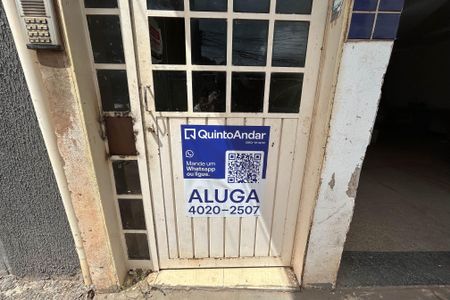 QuintoAndar
Mande um
Whatsapp
ou ligue.
ALUGA
4020-2507